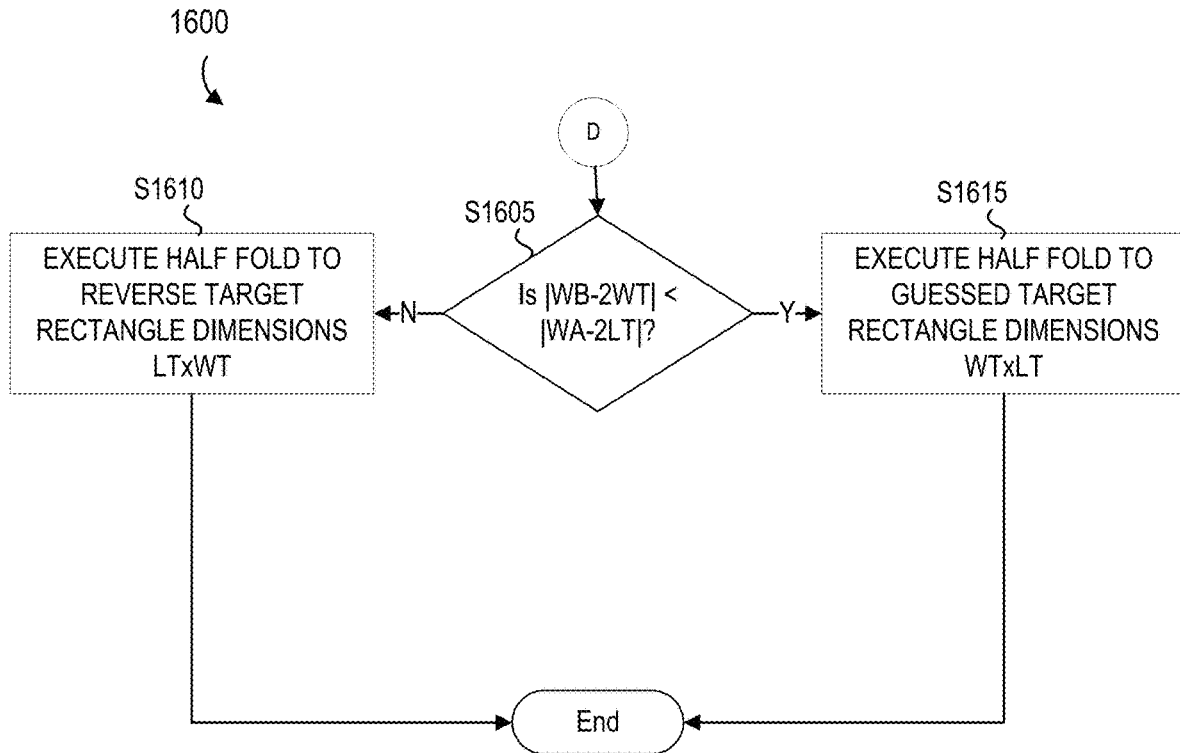 1600
D
S1610
S1605
S1615
EXECUTE HALF FOLD TO
REVERSE TARGET
RECTANGLE DIMENSIONS
LTxWT
N
Is |WB-2WT| <
|WA-2LT|?
Y
EXECUTE HALF FOLD TO
GUESSED TARGET
RECTANGLE DIMENSIONS
WTxLT
End